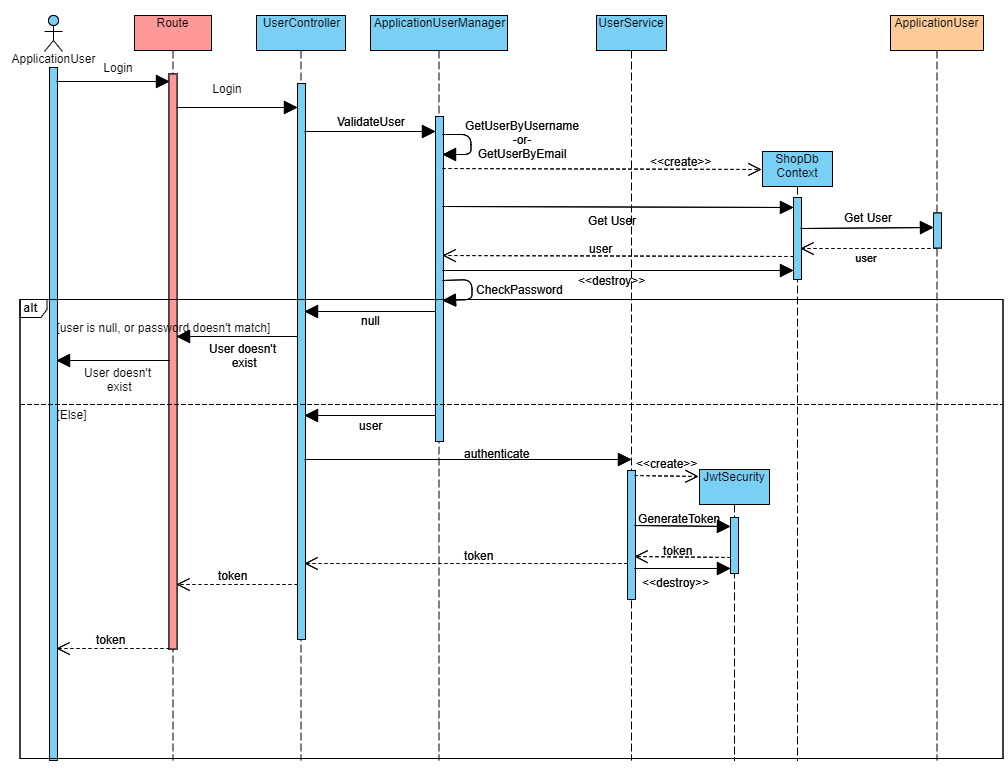 Route
UserController
ApplicationUserManager
UserService
ApplicationUser
ApplicationUser
Login
Login
ValidateUser
GetUserByUsername
-or-
GetUserByEmail
<<create>>
ShopDb
Context
Get User
Get User
user
user
<<destroy>>
CheckPassword
alt
null
[user is null, or password doesn't match]
User doesn't
exist
User doesn't
exist
[Else]
user
authenticate
<<create>>
JwtSecurity
GenerateToken
token
token
token
<<destroy>>
token